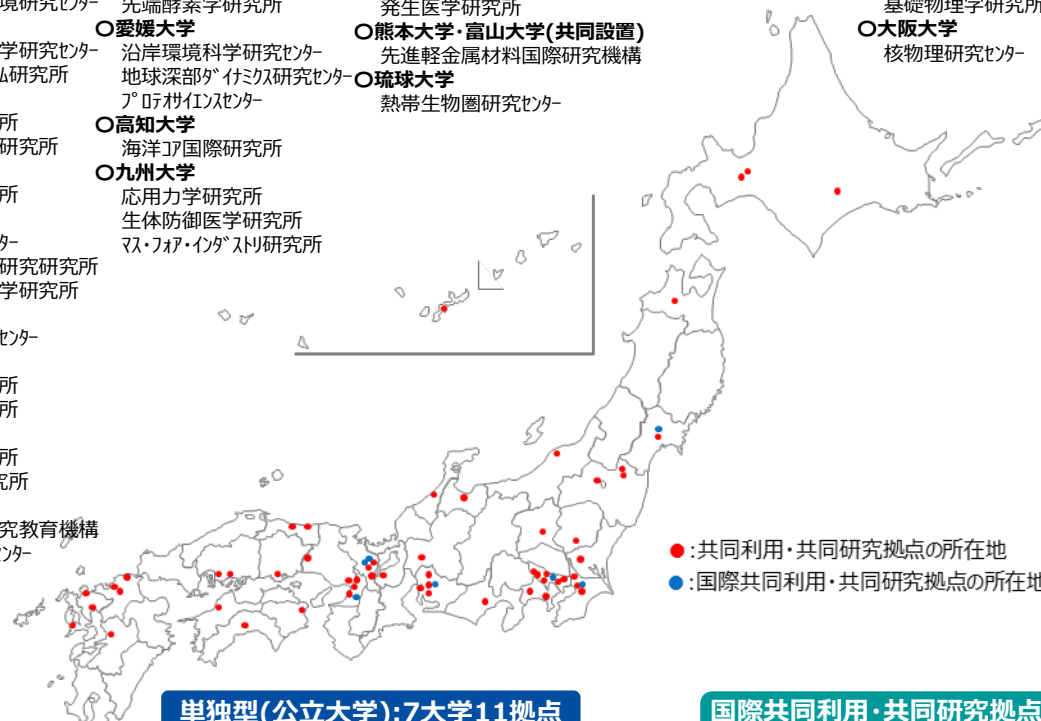 境研究センター
学研究センター
ム研究所
所
研究所
所
ター
研究研究所
学研究所
センター
所
所
所
究所
究教育機構
ンター
先端酵素学研究所
〇愛媛大学
沿岸環境科学研究センター
地球深部ダイナミクス研究センター
プロテオサイエンスセンター
〇高知大学
海洋コア国際研究所
〇九州大学
応用力学研究所
生体防御医学研究所
マス・フォア・インダストリ研究所
発生医学研究所
〇熊本大学・富山大学(共同設置)
先進軽金属材料国際研究機構
〇琉球大学
熱帯生物圏研究センター
基礎物理学研究所
〇大阪大学
核物理研究センター
:共同利用・共同研究拠点の所在地
:国際共同利用・共同研究拠点の所在地
単独型(公立大学):7大学11拠点
国際共同利用・共同研究拠点